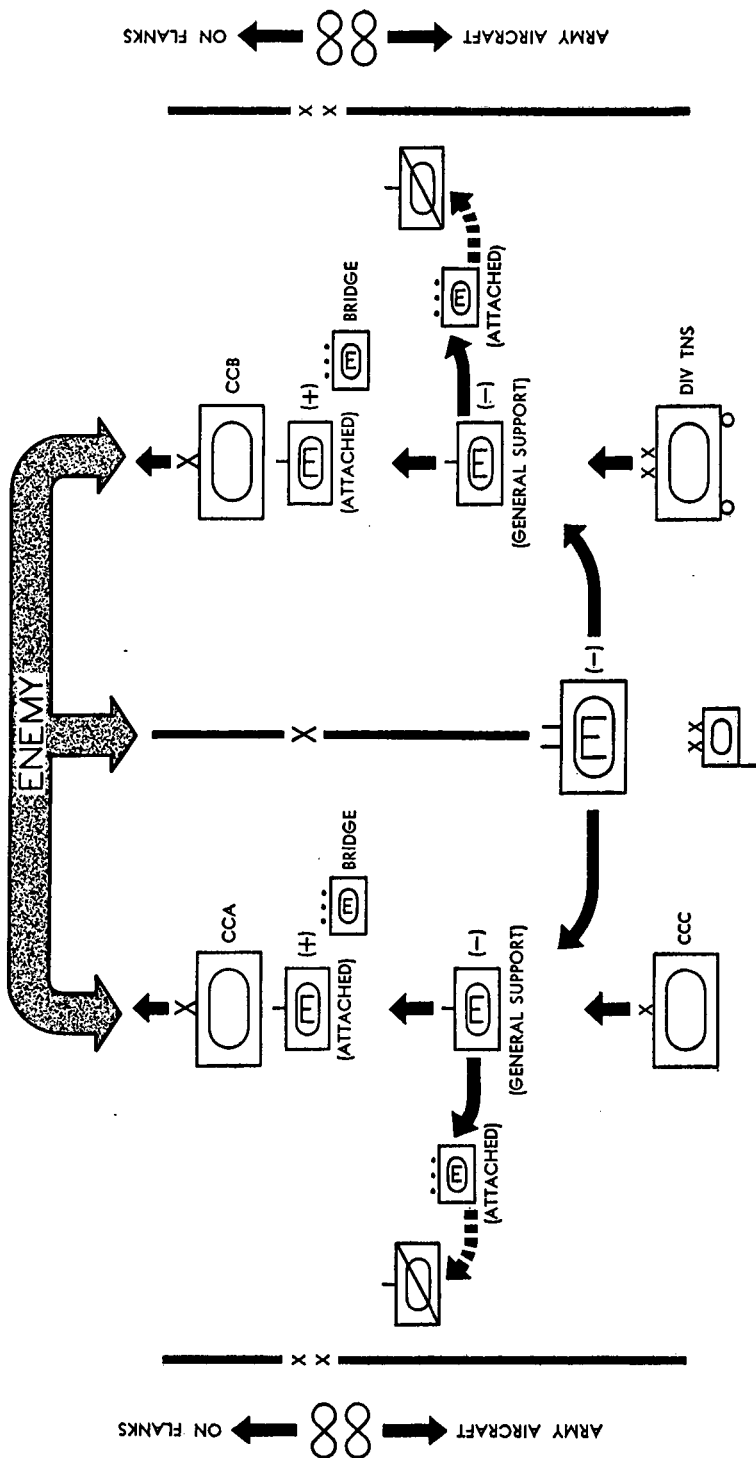 ENEMY
ON FLANKS
ARMY AIRCRAFT
X X
X
CCA
E
(+)
(ATTACHED)
E
BRIDGE
E
(–)
(GENERAL SUPPORT)
E
(ATTACHED)
X
CCC
X
E
(–)
X X
X
CCB
E
(+)
(ATTACHED)
E
BRIDGE
E
(–)
(GENERAL SUPPORT)
E
(ATTACHED)
X X
DIV TNS
X X
ON FLANKS
ARMY AIRCRAFT